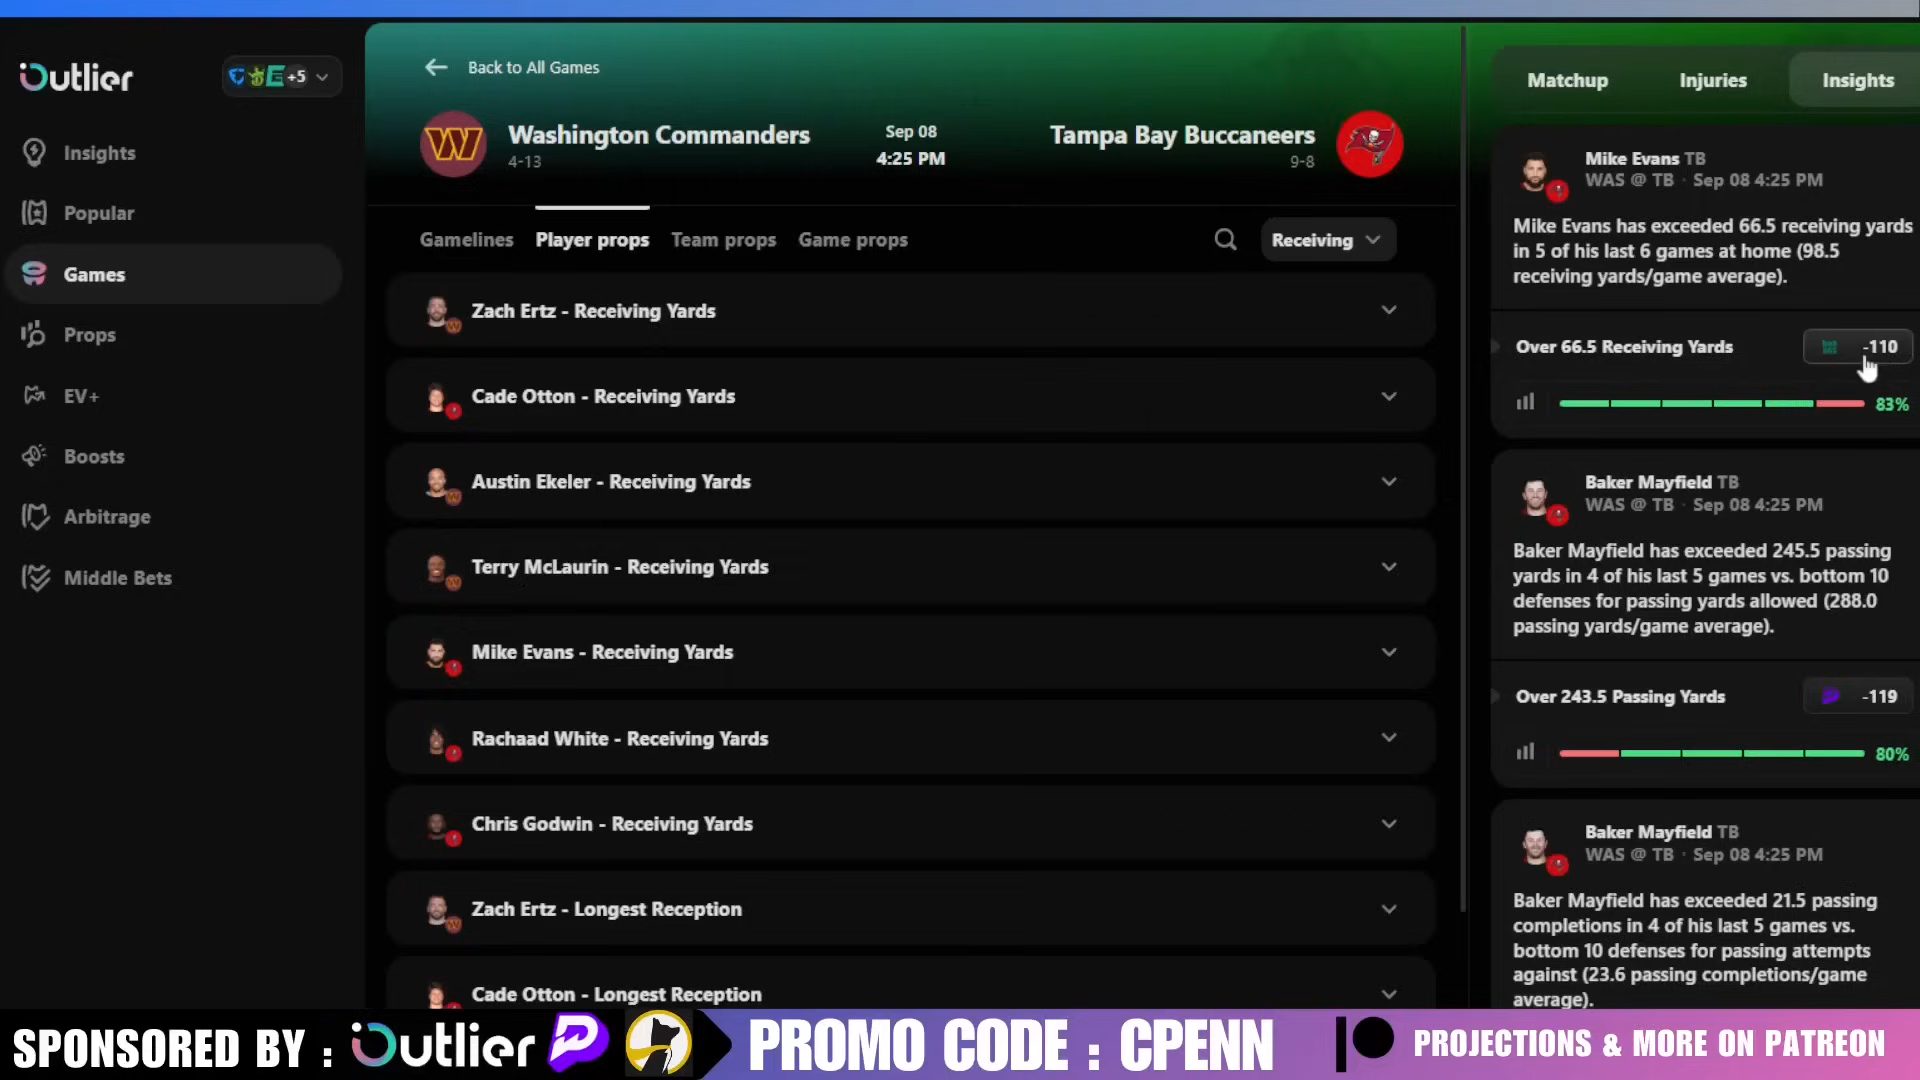 Outlier
+5
Insights
Popular
Games
Props
EV+
Boosts
Arbitrage
Middle Bets
Back to All Games
Washington Commanders
4-13
Sep 08
4:25 PM
Tampa Bay Buccaneers
9-8
Gamelines
Player props
Team props
Game props
Receiving
Zach Ertz - Receiving Yards
Cade Otton - Receiving Yards
Austin Ekeler - Receiving Yards
Terry McLaurin - Receiving Yards
Mike Evans - Receiving Yards
Rachaad White - Receiving Yards
Chris Godwin - Receiving Yards
Zach Ertz - Longest Reception
Cade Otton - Longest Reception
Matchup
Injuries
Insights
Mike Evans TB
WAS @ TB · Sep 08 4:25 PM
Mike Evans has exceeded 66.5 receiving yards
in 5 of his last 6 games at home (98.5
receiving yards/game average).
Over 66.5 Receiving Yards
-110
83%
Baker Mayfield TB
WAS @ TB · Sep 08 4:25 PM
Baker Mayfield has exceeded 245.5 passing
yards in 4 of his last 5 games vs. bottom 10
defenses for passing yards allowed (288.0
passing yards/game average).
Over 243.5 Passing Yards
-119
80%
Baker Mayfield TB
WAS @ TB · Sep 08 4:25 PM
Baker Mayfield has exceeded 21.5 passing
completions in 4 of his last 5 games vs.
bottom 10 defenses for passing attempts
against (23.6 passing completions/game
average).
SPONSORED BY : Outlier
PROMO CODE : CPENN
PROJECTIONS & MORE ON PATREON